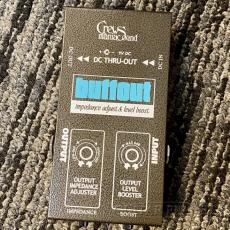 Crews
maniac sound
9V DC
DC THRU-OUT
DC IN
buffout
impedance adjust & level boost.
OUTPUT
INPUT
OUTPUT
IMPEDANCE
ADJUSTER
OUTPUT
LEVEL
BOOSTER
IMPEDANCE
BOOST